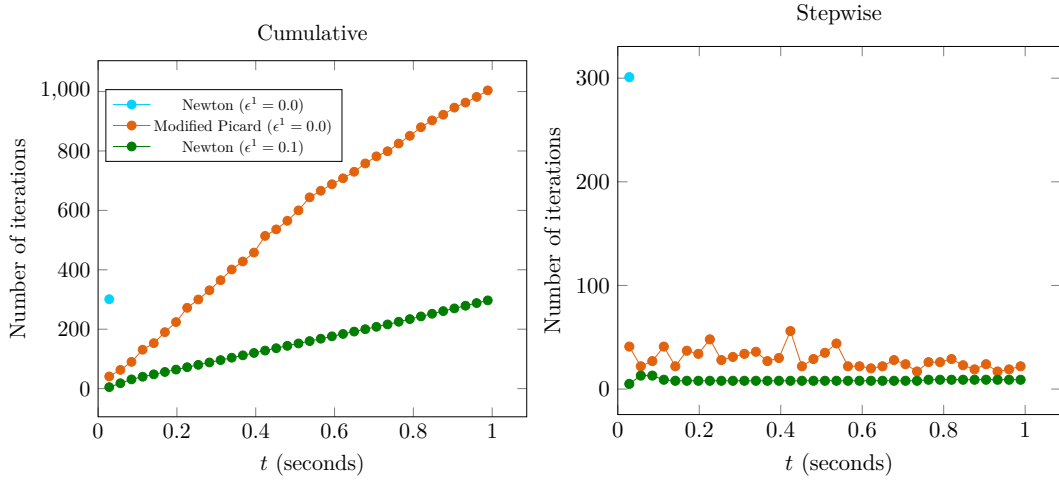 Cumulative
1,000
800
600
400
200
0
Number of iterations
Newton (ϵ¹ = 0.0)
Modified Picard (ϵ¹ = 0.0)
Newton (ϵ¹ = 0.1)
0 0.2 0.4 0.6 0.8 1
t (seconds)
Stepwise
300
200
100
0
Number of iterations
0 0.2 0.4 0.6 0.8 1
t (seconds)